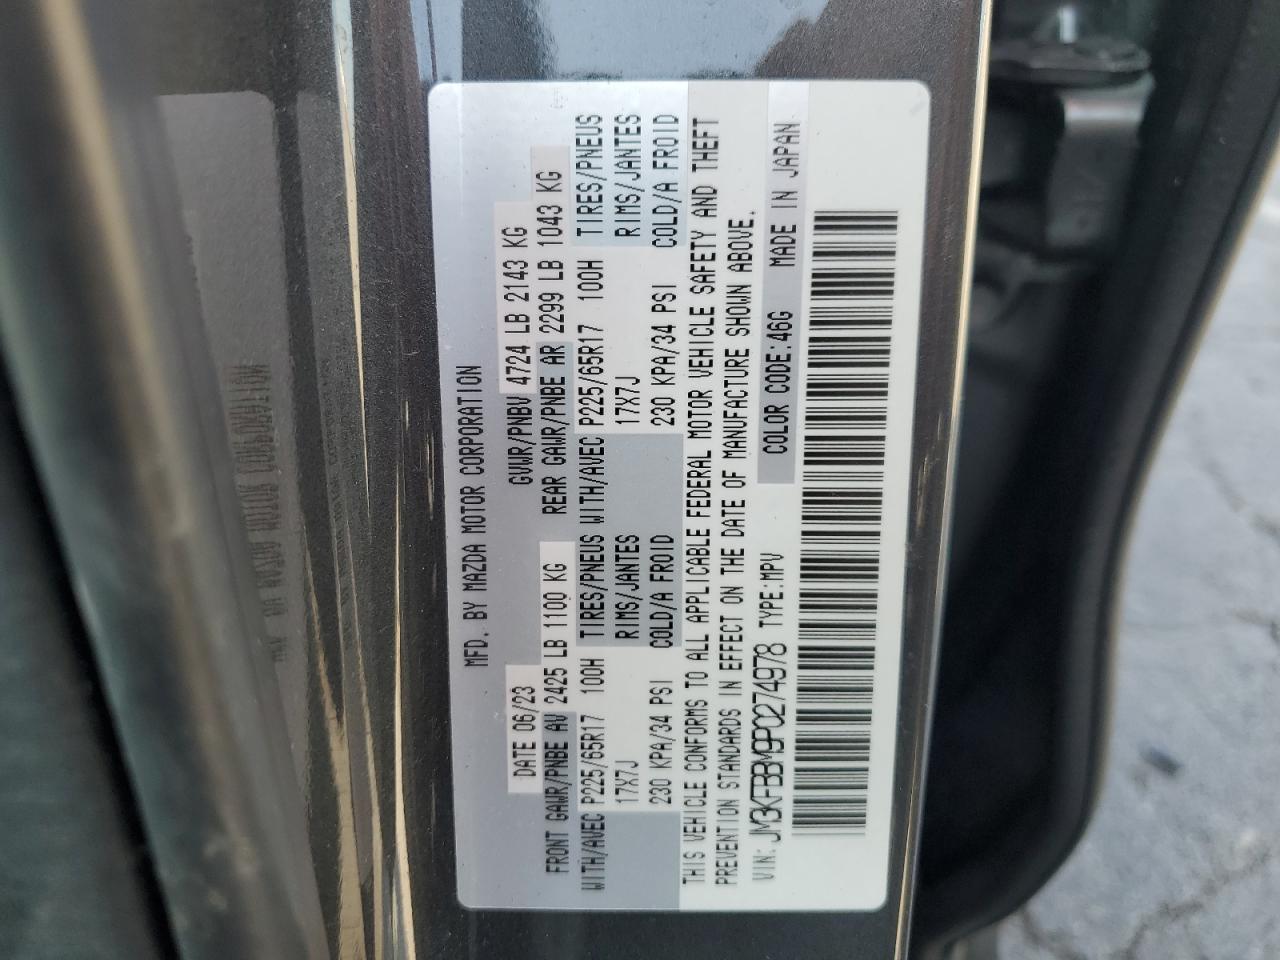 MFD. BY MAZDA MOTOR CORPORATION
DATE 06/23 GVWR/PNBV 4724 LB 2143 KG
FRONT GAWR/PNBE AV 2425 LB 1100 KG REAR GAWR/PNBE AR 2299 LB 1043 KG
WITH/AVEC P225/65R17 100H TIRES/PNEUS WITH/AVEC P225/65R17 100H TIRES/PNEUS
17X7J RIMS/JANTES 17X7J RIMS/JANTES
230 KPA/34 PSI COLD/A FROID 230 KPA/34 PSI COLD/A FROID
THIS VEHICLE CONFORMS TO ALL APPLICABLE FEDERAL MOTOR VEHICLE SAFETY AND THEFT
PREVENTION STANDARDS IN EFFECT ON THE DATE OF MANUFACTURE SHOWN ABOVE.
VIN: JM3KFBBM9P0274978 TYPE:MPV COLOR CODE:46G MADE IN JAPAN